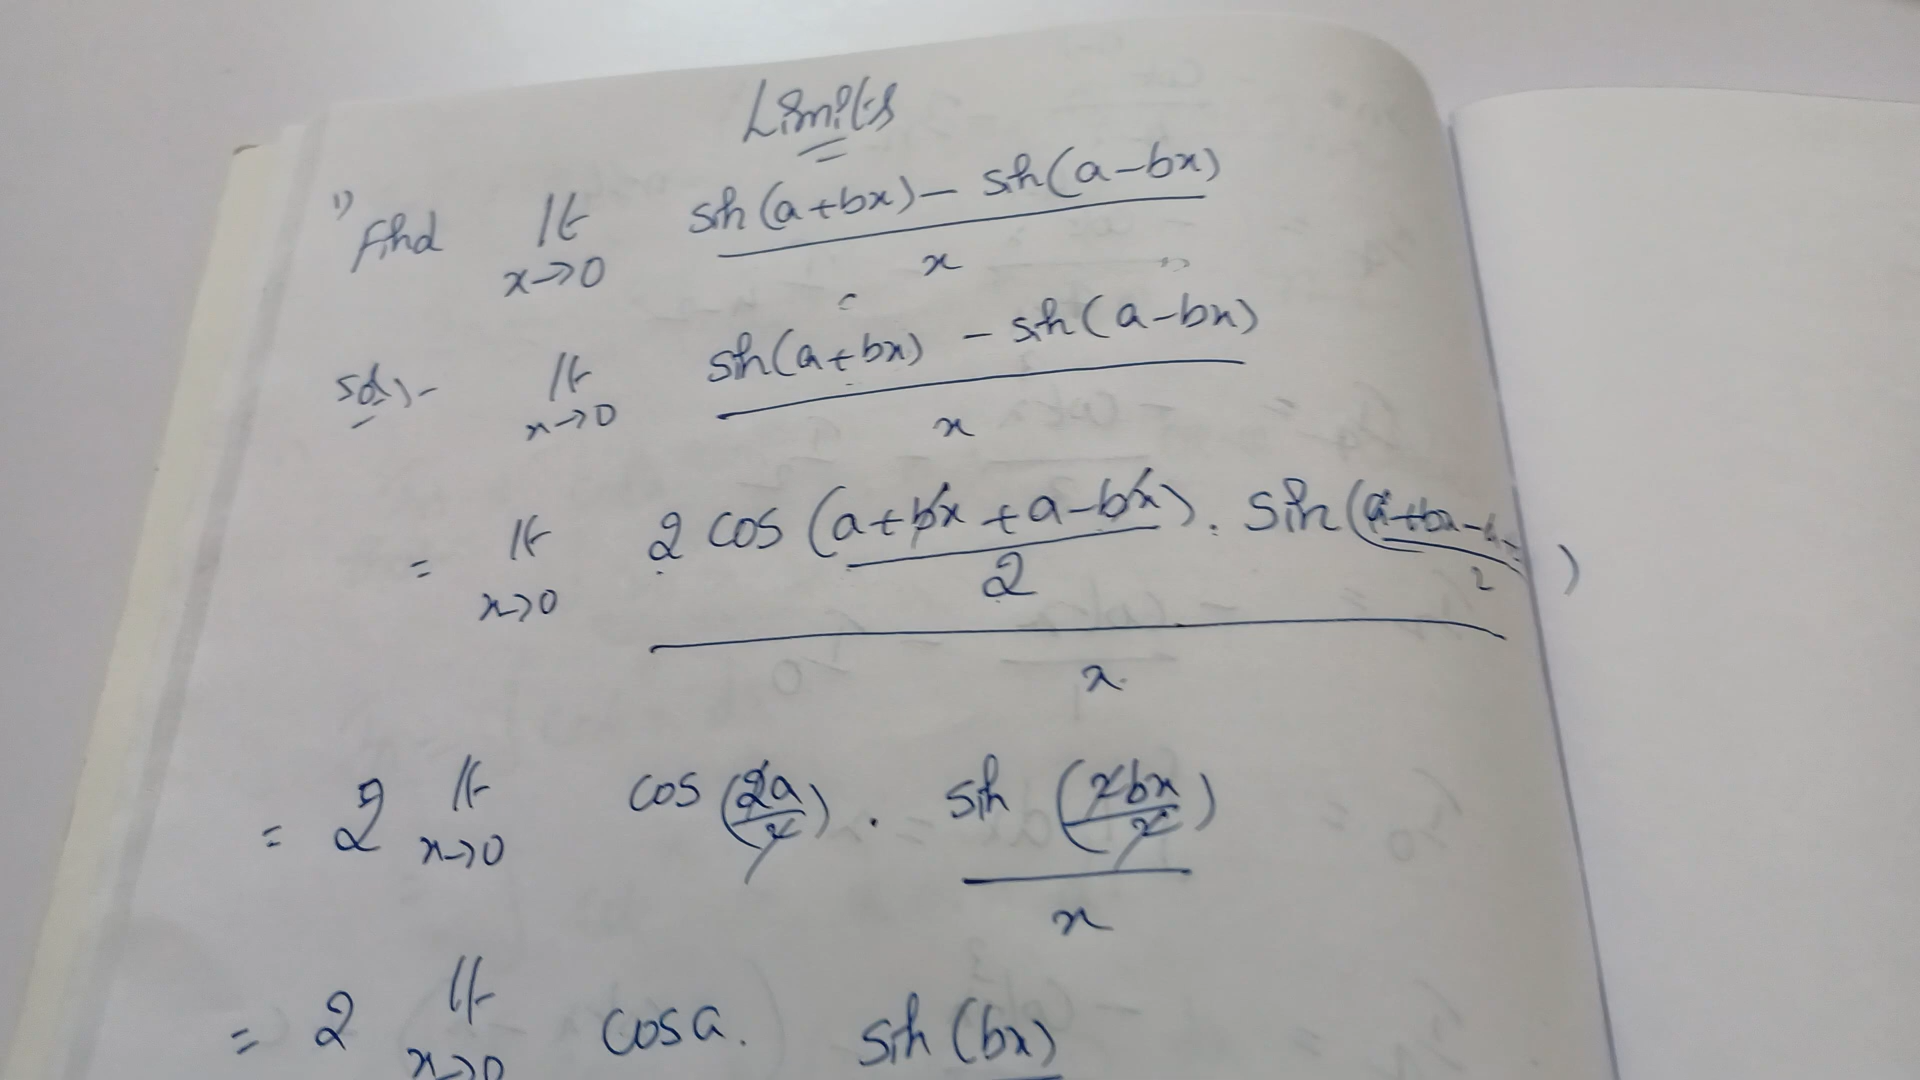 Limits
1) Find lt x→0 sin(a+bx) - sin(a-bx) / x
Sol:- lt x→0 sin(a+bx) - sin(a-bx) / x
= lt x→0 2 cos (a+bx+a-bx / 2) . sin (a+bx-a- / 2) / x
= 2 lt x→0 cos (2a/2) . sin (2bx/2) / x
= 2 lt x→0 cos a . sin (bx)